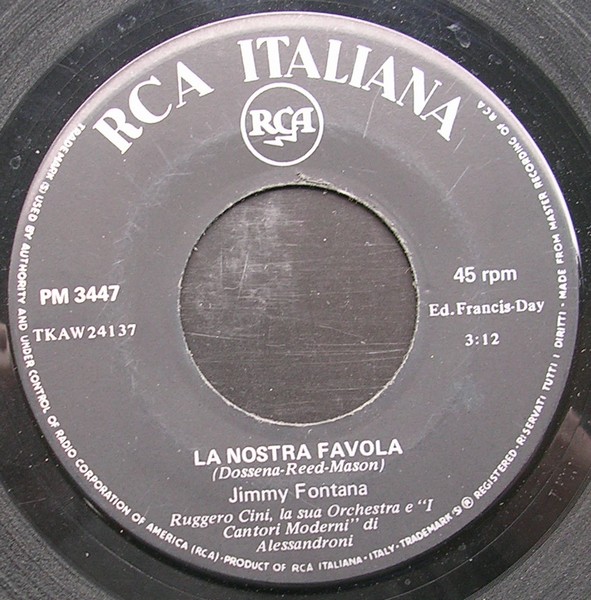 RCA ITALIANA
RCA
PM 3447
TKAW24137
45 rpm
Ed. Francis-Day
3:12
LA NOSTRA FAVOLA
(Dossena-Reed-Mason)
Jimmy Fontana
Ruggero Cini, la sua Orchestra e "I
Cantori Moderni" di
Alessandroni
TRADEMARK (S) USED BY AUTHORITY AND UNDER CONTROL OF RADIO CORPORATION OF AMERICA (RCA) - PRODUCT OF RCA ITALIANA - ITALY - TRADEMARK (S) ® REGISTERED - RISERVATI TUTTI I DIRITTI - MADE FROM MASTER RECORDING OF RCA